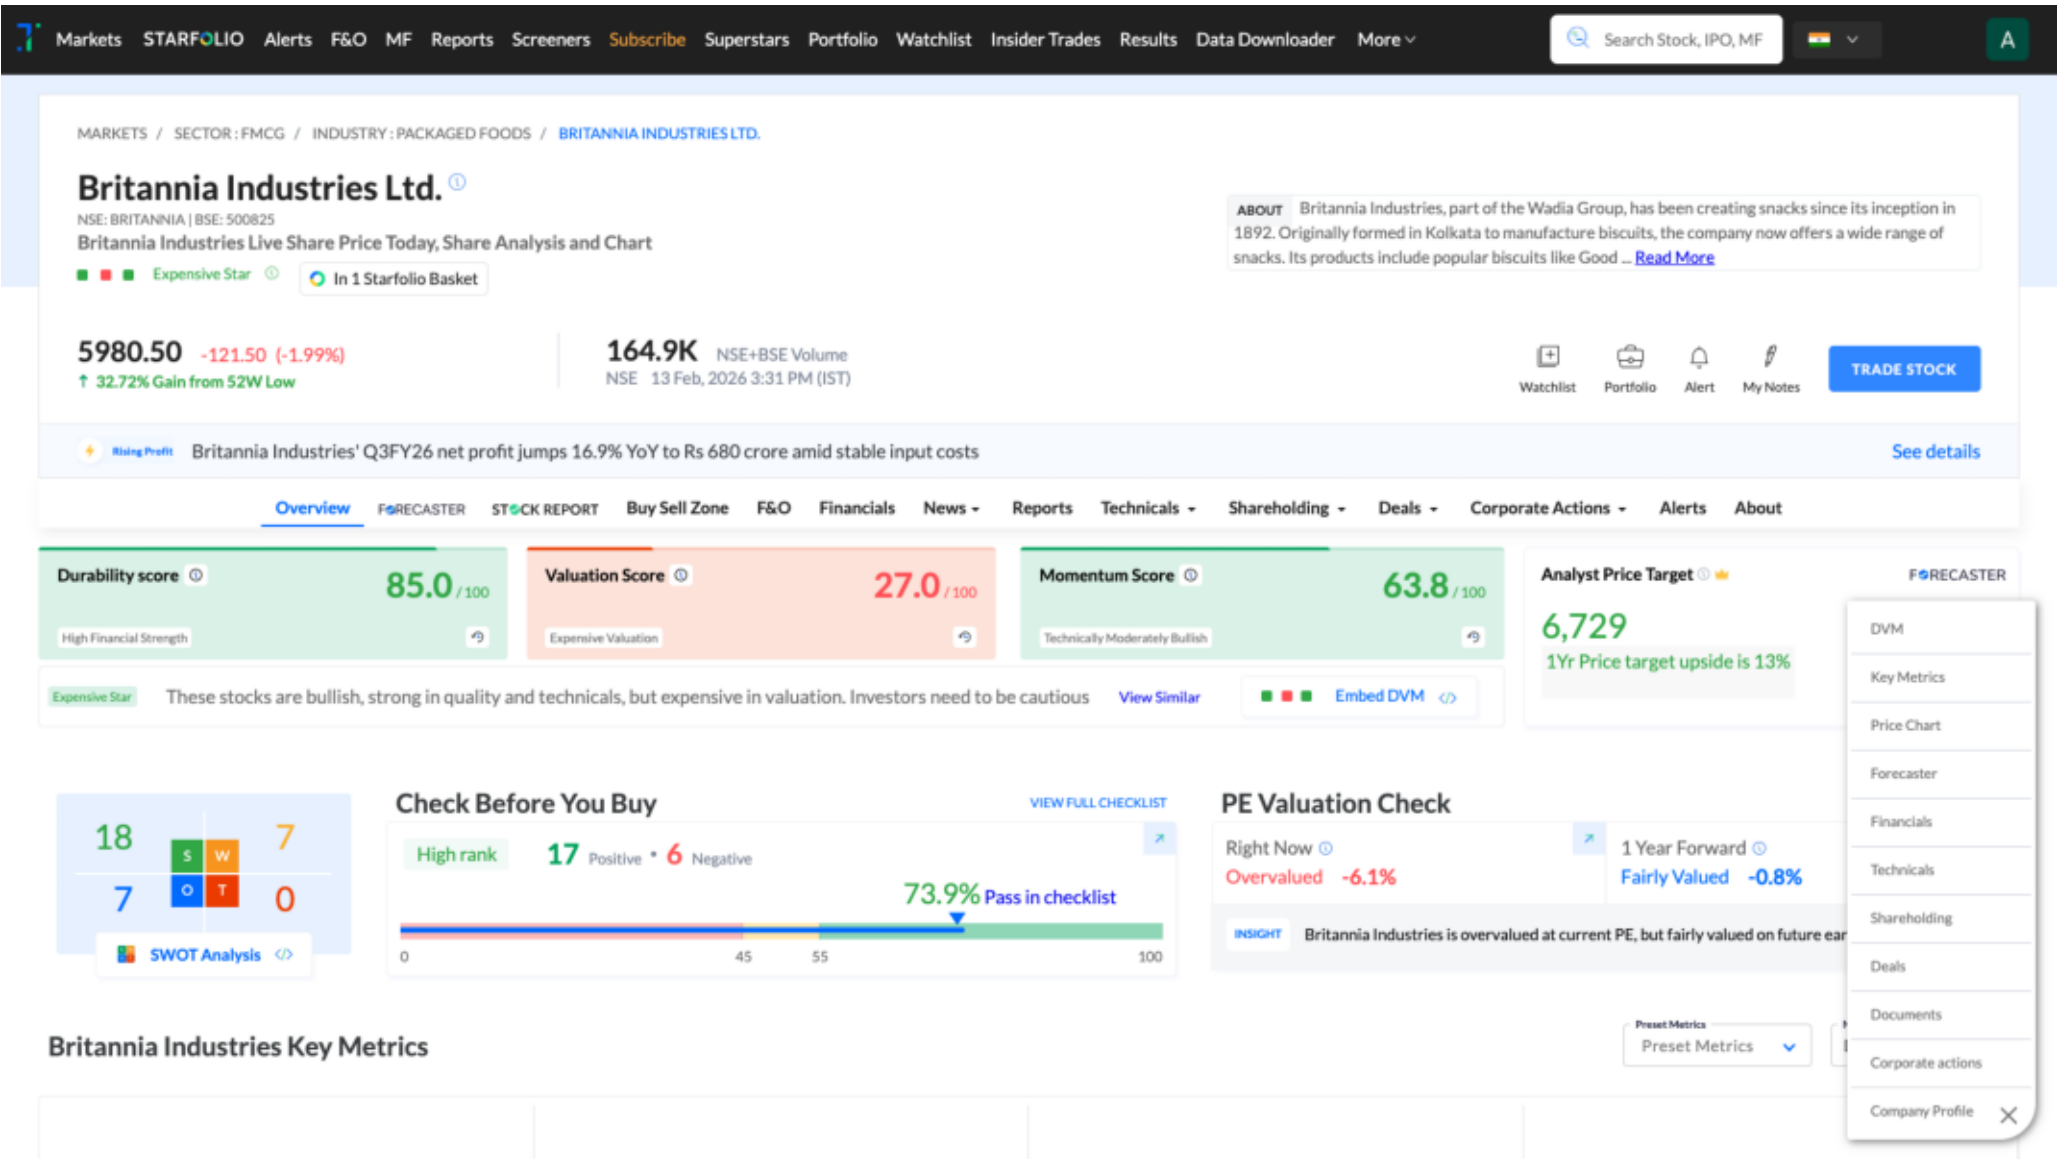 Markets STARFOLIO Alerts F&O MF Reports Screeners Subscribe Superstars Portfolio Watchlist Insider Trades Results Data Downloader More Search Stock, IPO, MF A
MARKETS / SECTOR : FMCG / INDUSTRY : PACKAGED FOODS / BRITANNIA INDUSTRIES LTD.
Britannia Industries Ltd.
NSE: BRITANNIA | BSE: 500825
Britannia Industries Live Share Price Today, Share Analysis and Chart
Expensive Star In 1 Starfolio Basket
ABOUT Britannia Industries, part of the Wadia Group, has been creating snacks since its inception in
1892. Originally formed in Kolkata to manufacture biscuits, the company now offers a wide range of
snacks. Its products include popular biscuits like Good ... Read More
5980.50 -121.50 (-1.99%)
↑ 32.72% Gain from 52W Low
164.9K NSE+BSE Volume
NSE 13 Feb, 2026 3:31 PM (IST)
Watchlist Portfolio Alert My Notes TRADE STOCK
Rising Profit Britannia Industries' Q3FY26 net profit jumps 16.9% YoY to Rs 680 crore amid stable input costs See details
Overview FORECASTER STOCK REPORT Buy Sell Zone F&O Financials News Reports Technicals Shareholding Deals Corporate Actions Alerts About
Durability score 85.0 / 100
High Financial Strength
Valuation Score 27.0 / 100
Expensive Valuation
Momentum Score 63.8 / 100
Technically Moderately Bullish
Analyst Price Target FORECASTER
6,729
1Yr Price target upside is 13%
Expensive Star These stocks are bullish, strong in quality and technicals, but expensive in valuation. Investors need to be cautious View Similar Embed DVM </>
18 S W 7
7 O T 0
SWOT Analysis </>
Check Before You Buy VIEW FULL CHECKLIST
High rank 17 Positive • 6 Negative
73.9% Pass in checklist
0 45 55 100
PE Valuation Check
Right Now
Overvalued -6.1%
1 Year Forward
Fairly Valued -0.8%
INSIGHT Britannia Industries is overvalued at current PE, but fairly valued on future ear
Britannia Industries Key Metrics
Preset Metrics
Preset Metrics
DVM
Key Metrics
Price Chart
Forecaster
Financials
Technicals
Shareholding
Deals
Documents
Corporate actions
Company Profile